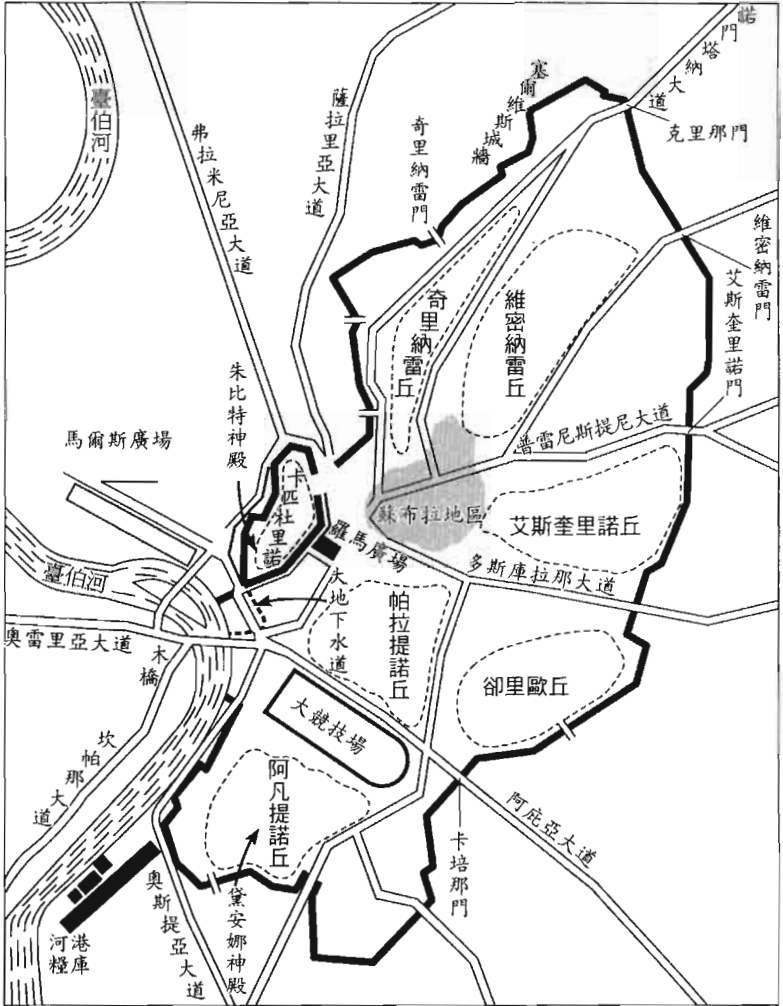 諾門塔納大道
臺伯河
弗拉米尼亞大道
薩拉里亞大道
奇里納雷門
塞爾維斯城牆
克里那門
維密納雷門
艾斯奎里諾門
奇里納雷丘
維密納雷丘
朱比特神殿
馬爾斯廣場
普雷尼斯提尼大道
卡匹杜里諾
蘇布拉地區
艾斯奎里諾丘
羅馬廣場
多斯庫拉那大道
臺伯河
大地下水道
帕拉提諾丘
奧雷里亞大道
木橋
卻里歐丘
大競技場
坎帕那大道
阿凡提諾丘
阿庇亞大道
卡培那門
奧斯提亞大道
黛安娜神殿
河港
糧庫